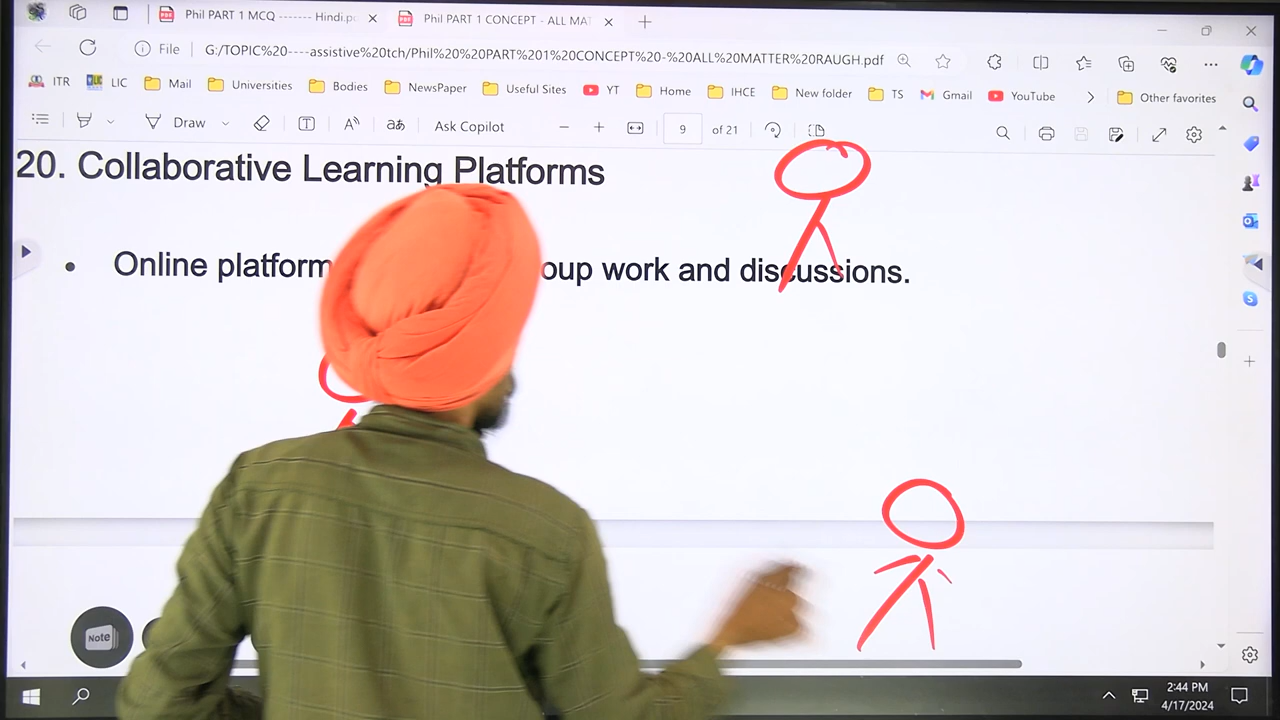 Phil PART 1 MCQ ------- Hindi.pd
Phil PART 1 CONCEPT - ALL MAT
File G:/TOPIC%20----assistive%20tch/Phil%20%20PART%201%20CONCEPT%20-%20ALL%20MATTER%20RAUGH.pdf
ITR LIC Mail Universities Bodies NewsPaper Useful Sites YT Home IHCE New folder TS Gmail YouTube Other favorites
Draw Ask Copilot 9 of 21
20. Collaborative Learning Platforms
• Online platform oup work and discussions.
Note
2:44 PM
4/17/2024